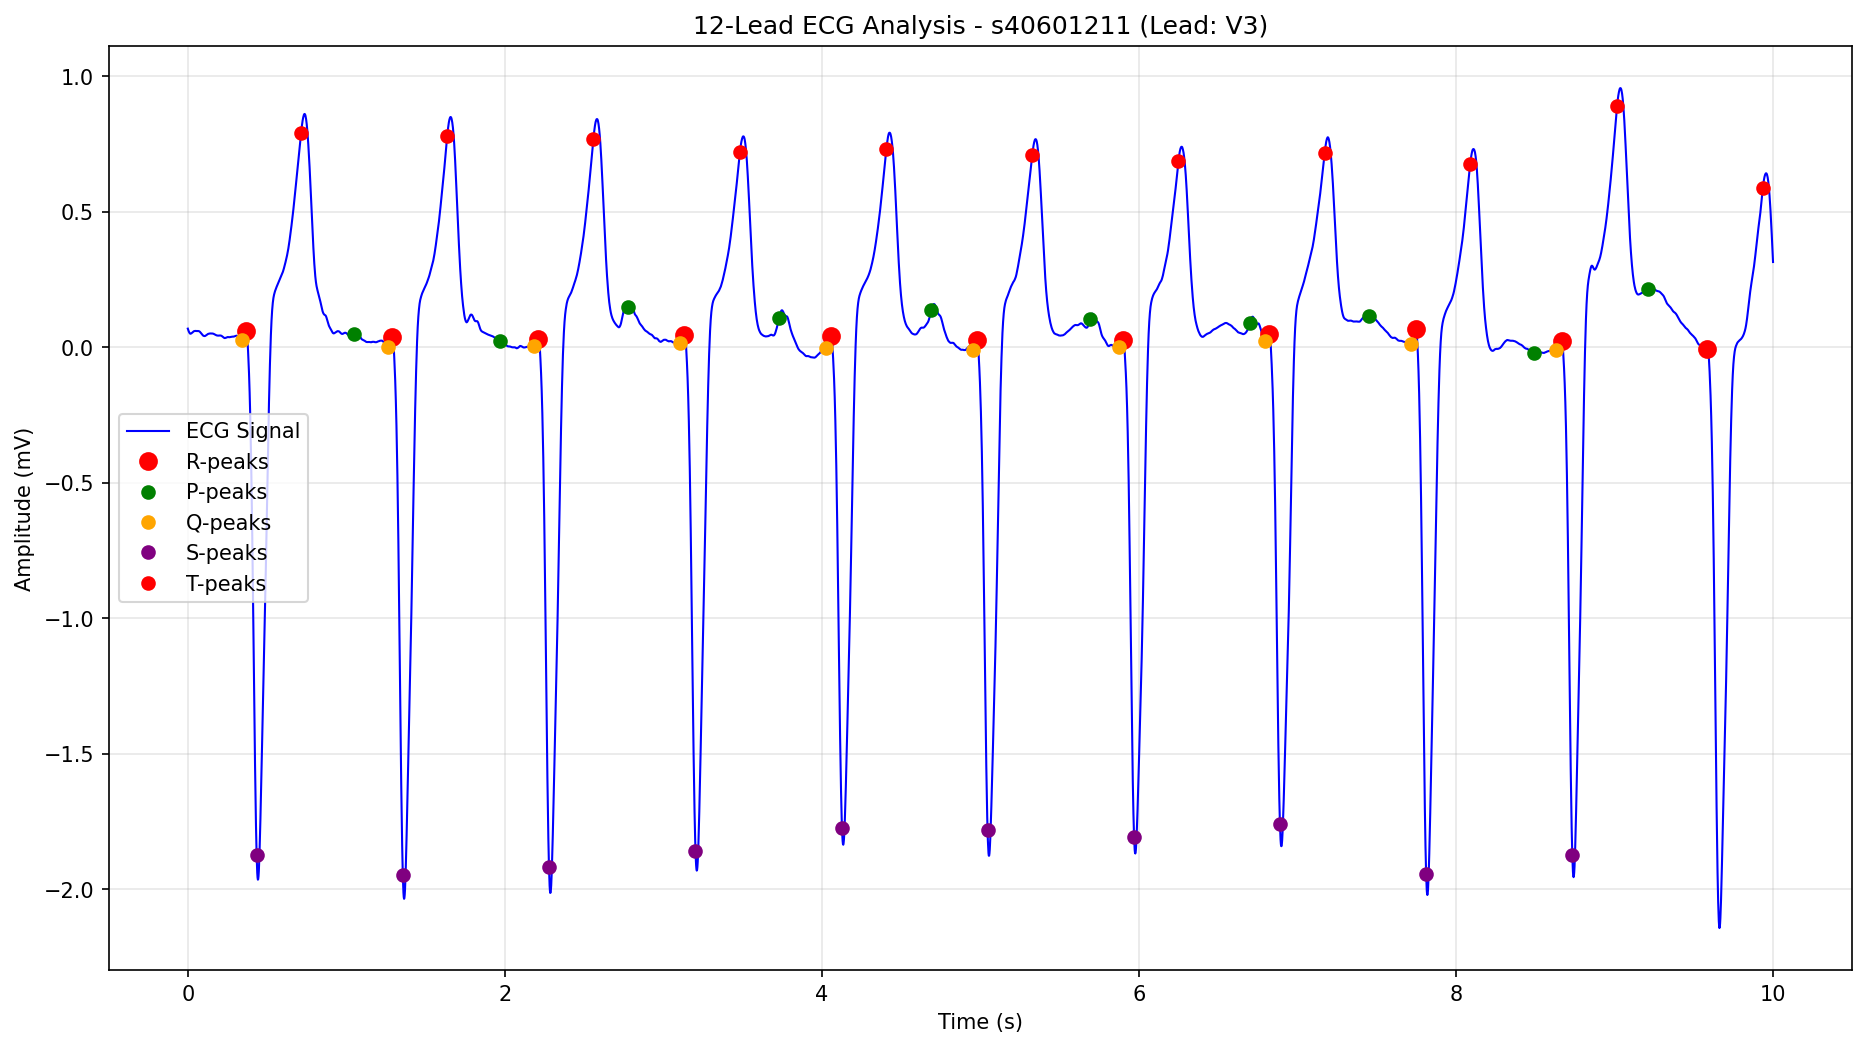 12-Lead ECG Analysis - s40601211 (Lead: V3)
1.0
0.5
0.0
−0.5
−1.0
−1.5
−2.0
Amplitude (mV)
ECG Signal
R-peaks
P-peaks
Q-peaks
S-peaks
T-peaks
0 2 4 6 8 10
Time (s)